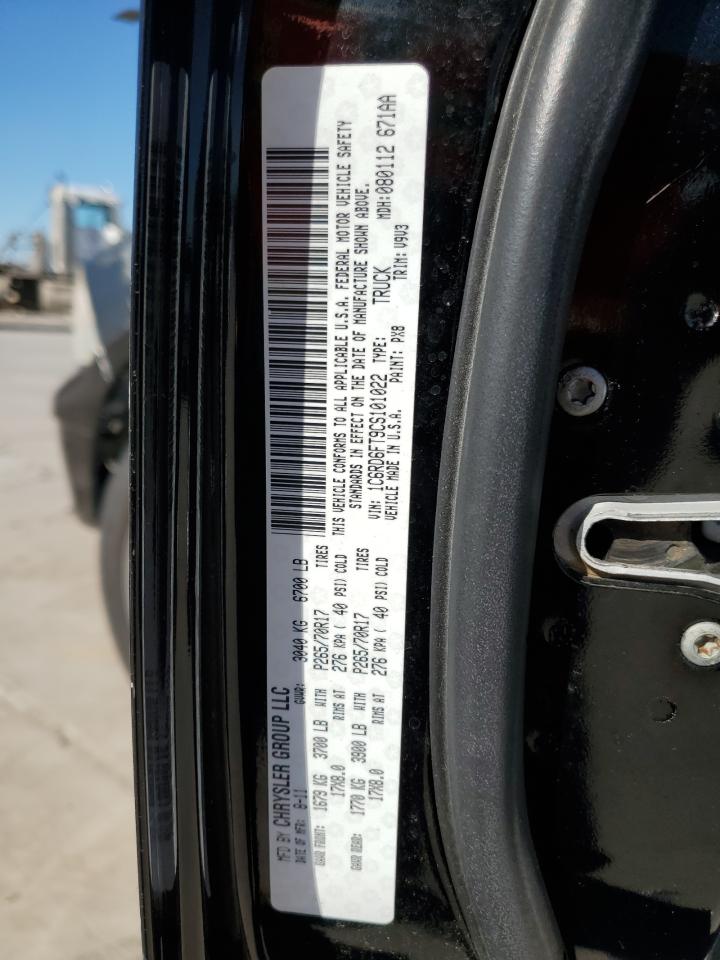 MFD BY CHRYSLER GROUP LLC
DATE OF MFR: 8-11 GVWR: 3040 KG 6700 LB
GAWR FRONT: 1679 KG 3700 LB WITH P265/70R17 TIRES
17X8.0 RIMS AT 276 KPA ( 40 PSI) COLD
GAWR REAR: 1770 KG 3900 LB WITH P265/70R17 TIRES
17X8.0 RIMS AT 276 KPA ( 40 PSI) COLD
THIS VEHICLE CONFORMS TO ALL APPLICABLE U.S.A. FEDERAL MOTOR VEHICLE SAFETY
STANDARDS IN EFFECT ON THE DATE OF MANUFACTURE SHOWN ABOVE.
VIN: 1C6RD6FT9CS101022 TYPE: TRUCK MDH:080112 671AA
VEHICLE MADE IN U.S.A. PAINT: PX8 TRIM: V9V3